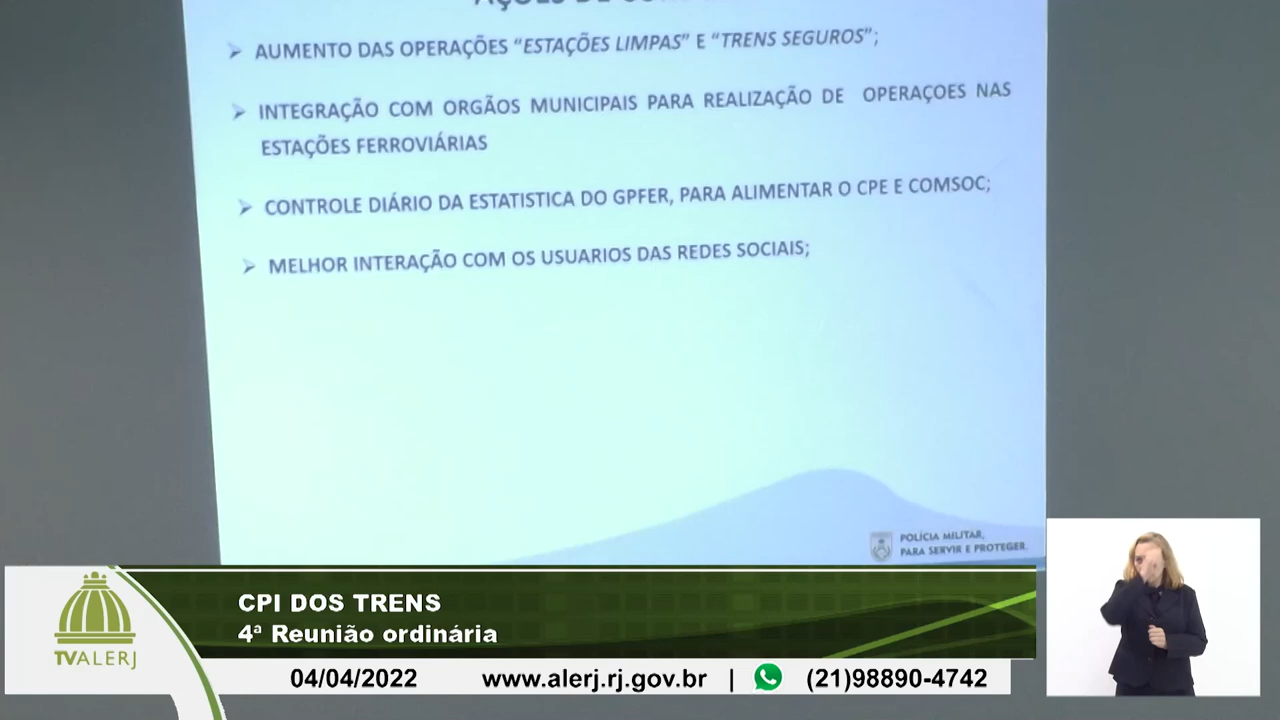 AUMENTO DAS OPERAÇÕES “ESTAÇÕES LIMPAS” E “TRENS SEGUROS”;
INTEGRAÇÃO COM ORGÃOS MUNICIPAIS PARA REALIZAÇÃO DE OPERAÇOES NAS
ESTAÇÕES FERROVIÁRIAS
CONTROLE DIÁRIO DA ESTATISTICA DO GPFER, PARA ALIMENTAR O CPE E COMSOC;
MELHOR INTERAÇÃO COM OS USUARIOS DAS REDES SOCIAIS;
POLÍCIA MILITAR,
PARA SERVIR E PROTEGER.
CPI DOS TRENS
4ª Reunião ordinária
TVALERJ
04/04/2022 www.alerj.rj.gov.br | (21)98890-4742